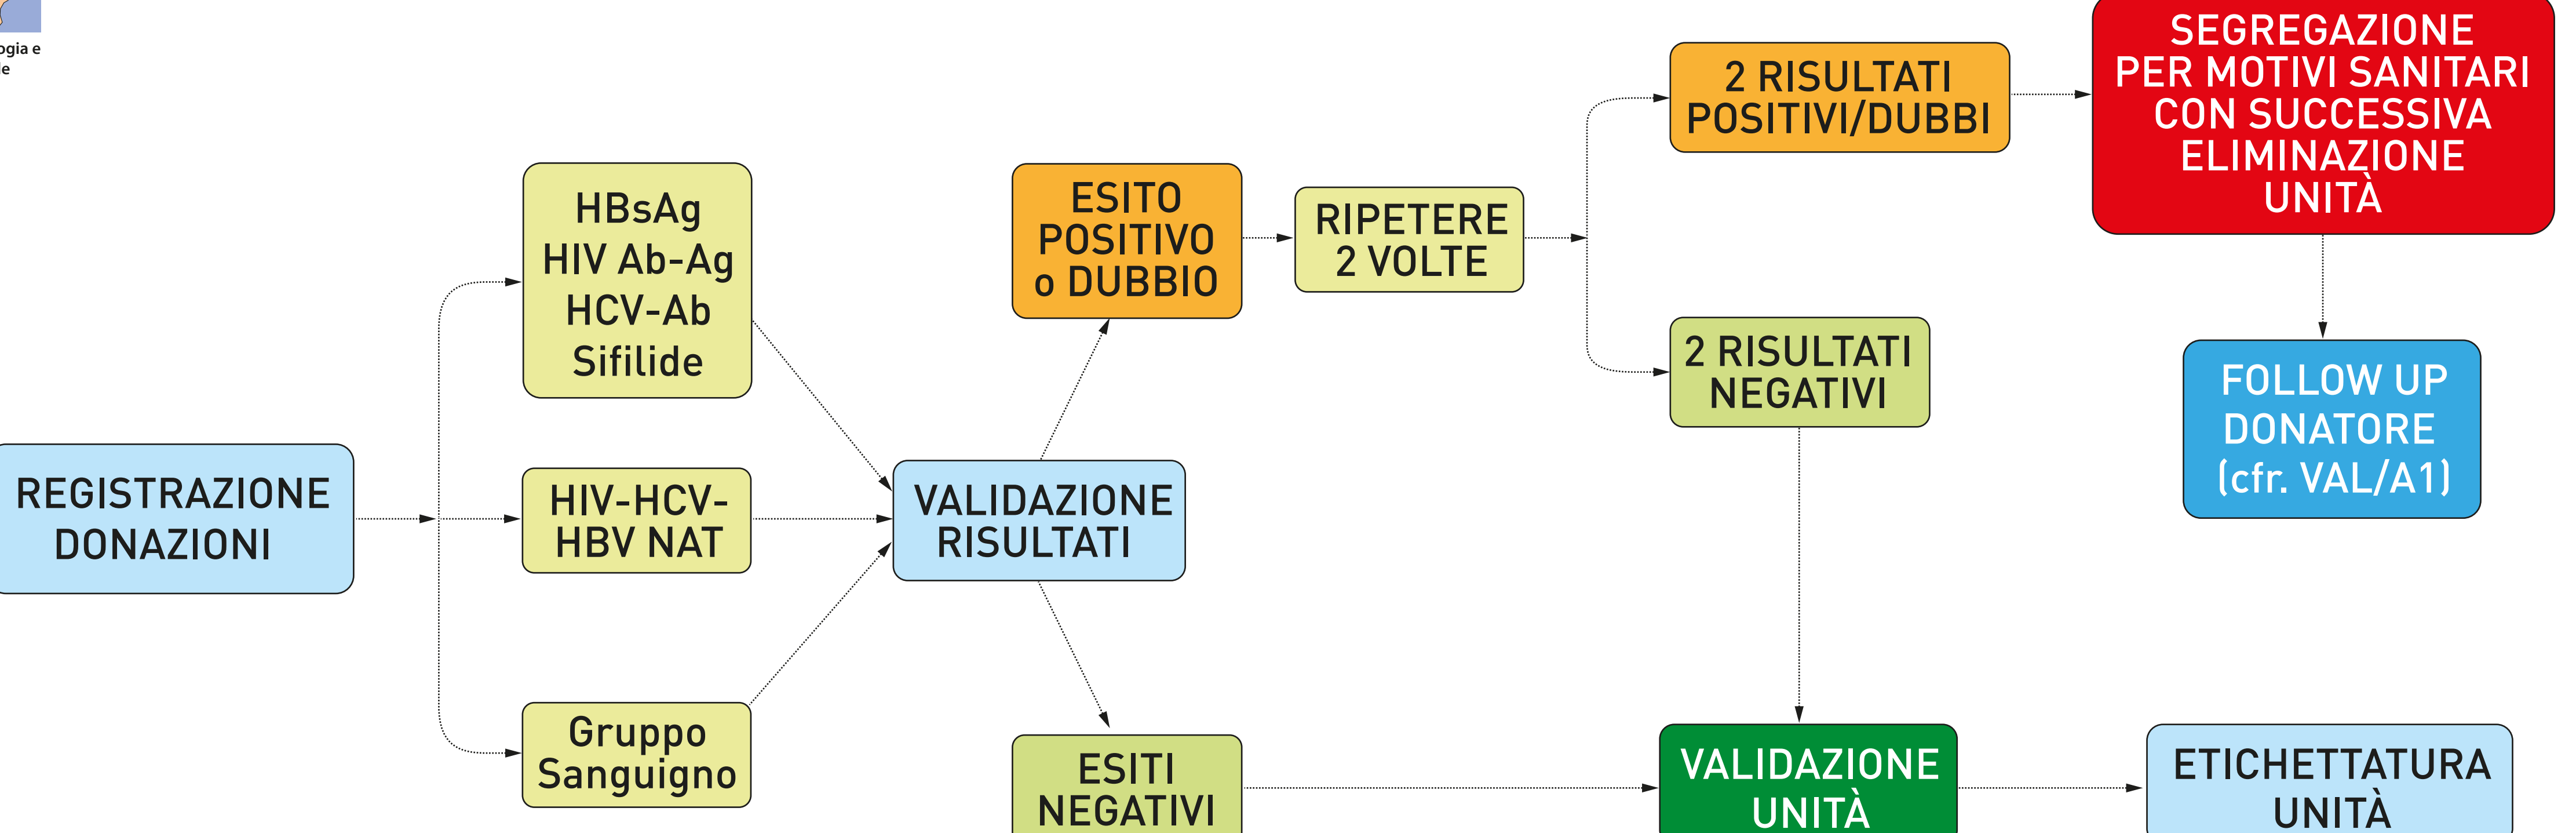 ogia e
le
SEGREGAZIONE
PER MOTIVI SANITARI
CON SUCCESSIVA
ELIMINAZIONE
UNITÀ
2 RISULTATI
POSITIVI/DUBBI
HBsAg
HIV Ab-Ag
HCV-Ab
Sifilide
ESITO
POSITIVO
o DUBBIO
RIPETERE
2 VOLTE
2 RISULTATI
NEGATIVI
FOLLOW UP
DONATORE
(cfr. VAL/A1)
REGISTRAZIONE
DONAZIONI
HIV-HCV-
HBV NAT
VALIDAZIONE
RISULTATI
Gruppo
Sanguigno
ESITI
NEGATIVI
VALIDAZIONE
UNITÀ
ETICHETTATURA
UNITÀ